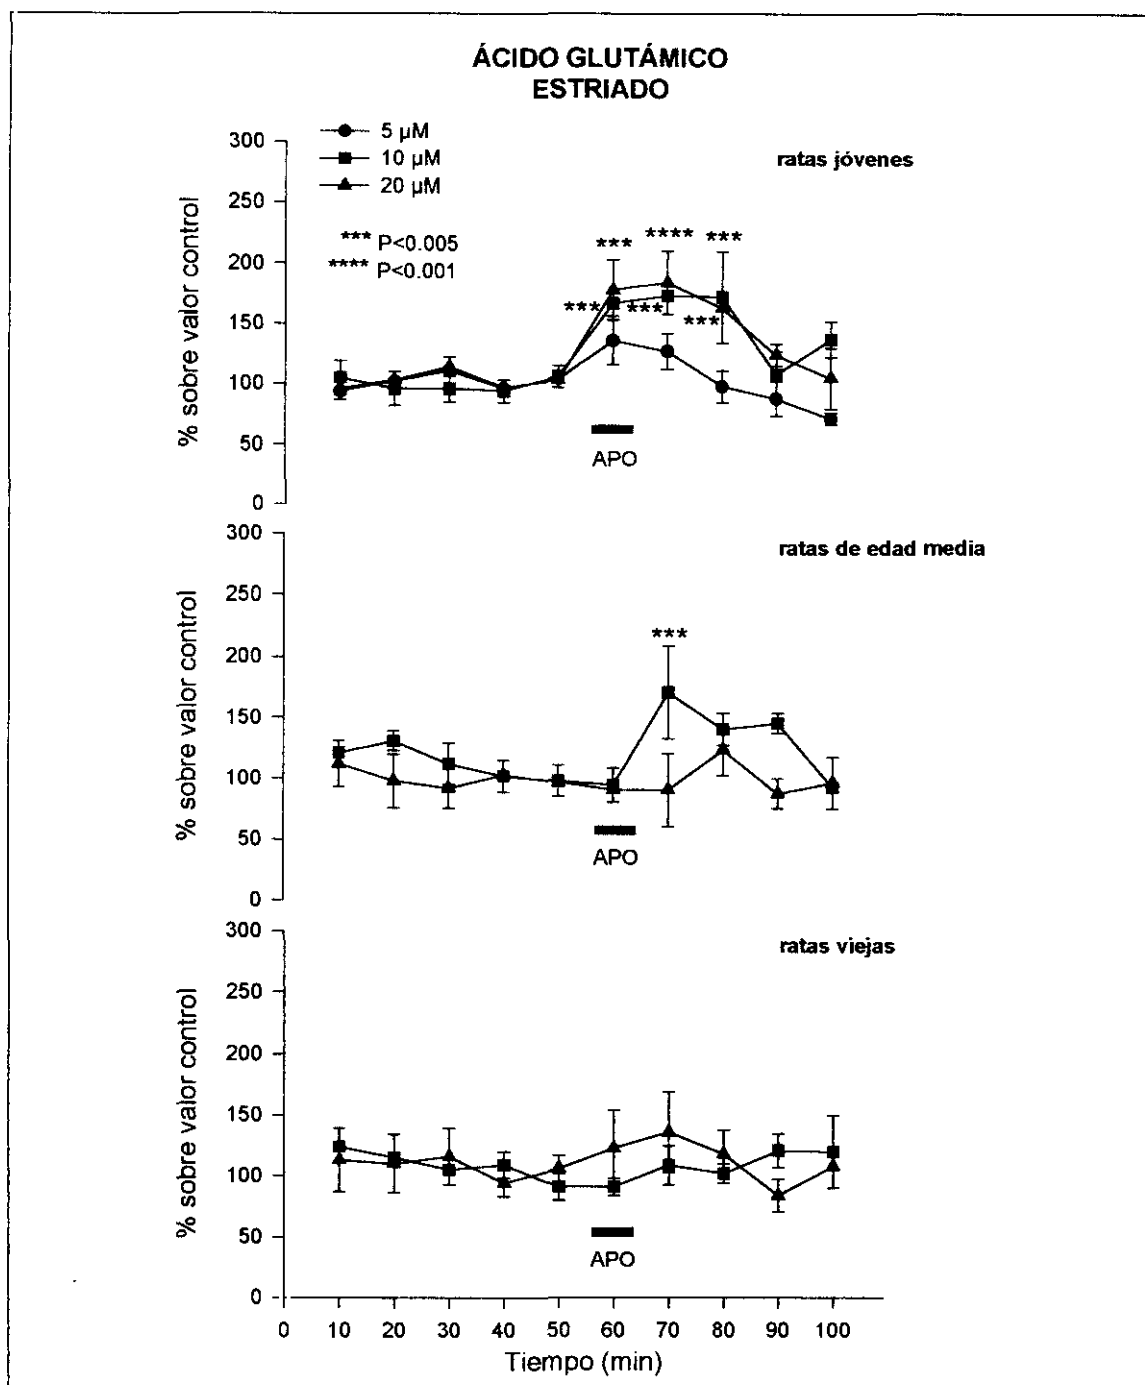 ÁCIDO GLUTÁMICO
ESTRIADO
5 µM
10 µM
20 µM
*** P<0.005
**** P<0.001
ratas jóvenes
% sobre valor control
300
250
200
150
100
50
0
*** **** ***
*** *** ***
APO
ratas de edad media
% sobre valor control
300
250
200
150
100
50
0
***
APO
ratas viejas
% sobre valor control
300
250
200
150
100
50
0
APO
0 10 20 30 40 50 60 70 80 90 100
Tiempo (min)